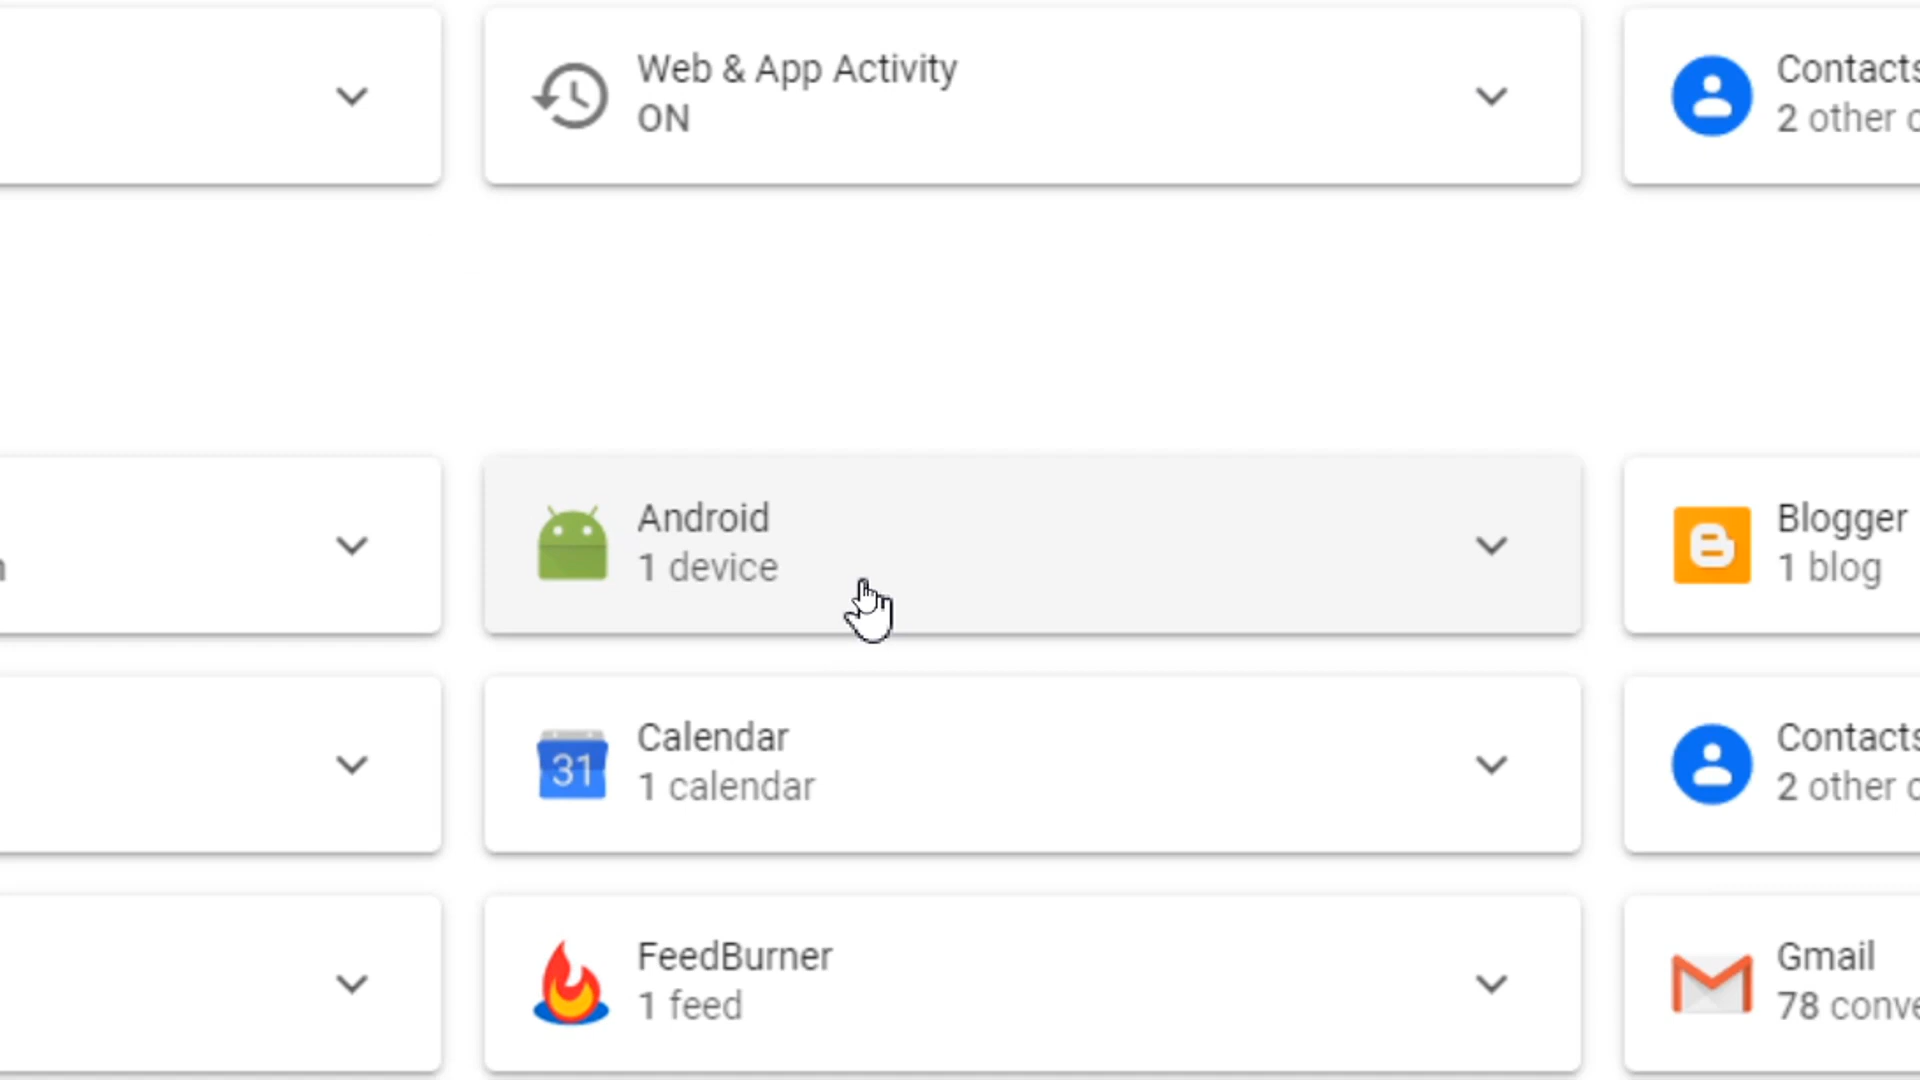 Web & App Activity
ON
Contacts
2 other
Android
1 device
Blogger
1 blog
Calendar
1 calendar
31
Contacts
2 other
FeedBurner
1 feed
Gmail
78 conve